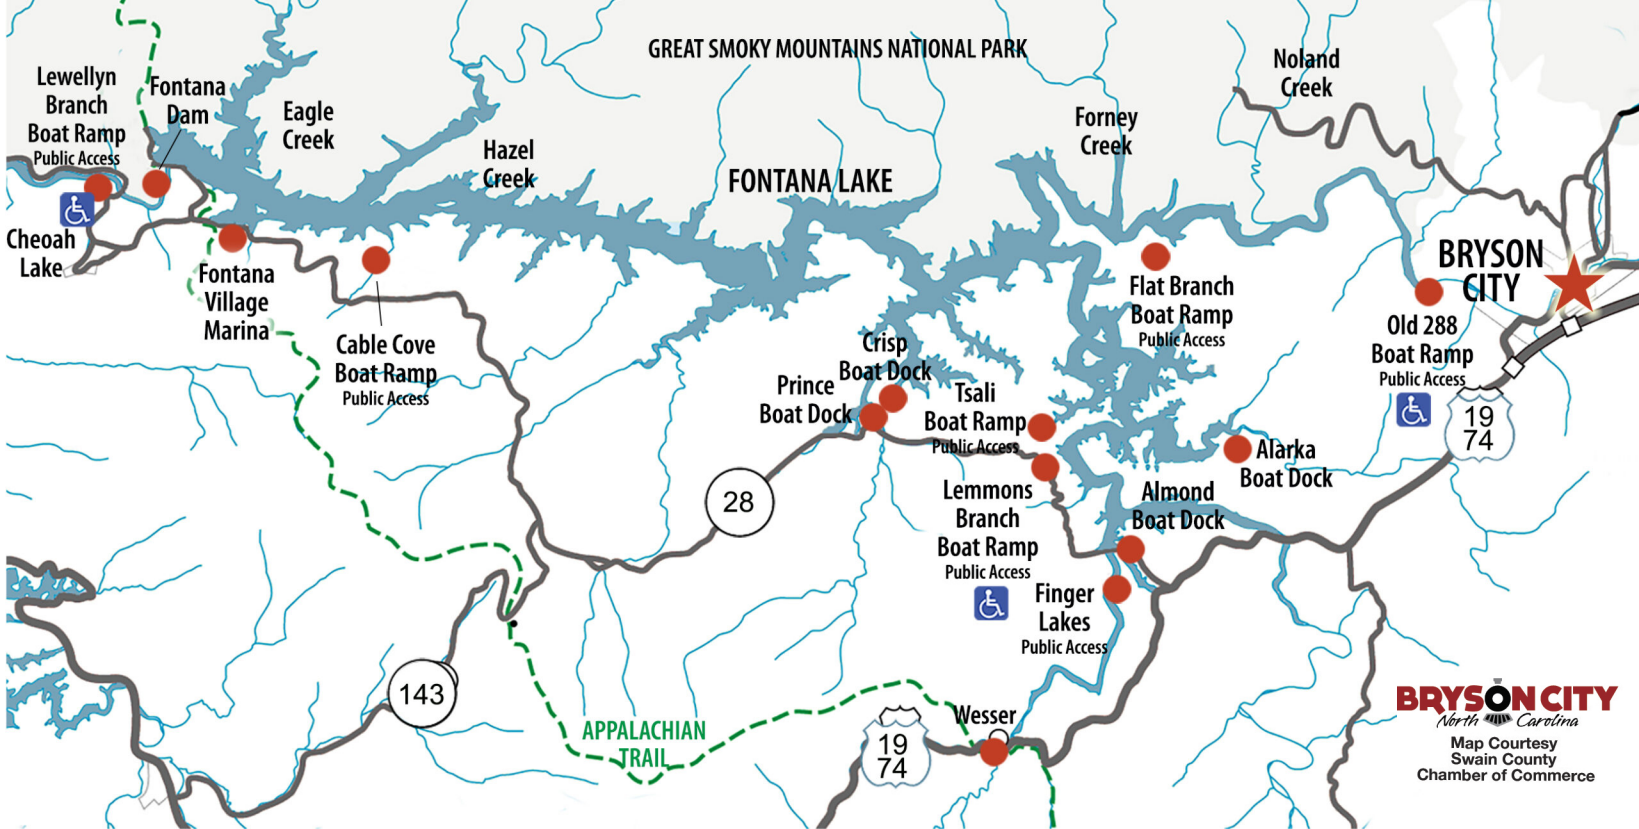 GREAT SMOKY MOUNTAINS NATIONAL PARK
Noland
Creek
Lewellyn
Branch
Boat Ramp
Public Access
Fontana
Dam
Eagle
Creek
Hazel
Creek
Forney
Creek
FONTANA LAKE
Cheoah
Lake
Fontana
Village
Marina
Cable Cove
Boat Ramp
Public Access
BRYSON
CITY
Flat Branch
Boat Ramp
Public Access
Old 288
Boat Ramp
Public Access
Crisp
Boat Dock
Prince
Boat Dock
Tsali
Boat Ramp
Public Access
19
74
Alarka
Boat Dock
28
Lemmons
Branch
Boat Ramp
Public Access
Almond
Boat Dock
Finger
Lakes
Public Access
143
APPALACHIAN
TRAIL
19
74
Wesser
BRYSON CITY
North Carolina
Map Courtesy
Swain County
Chamber of Commerce